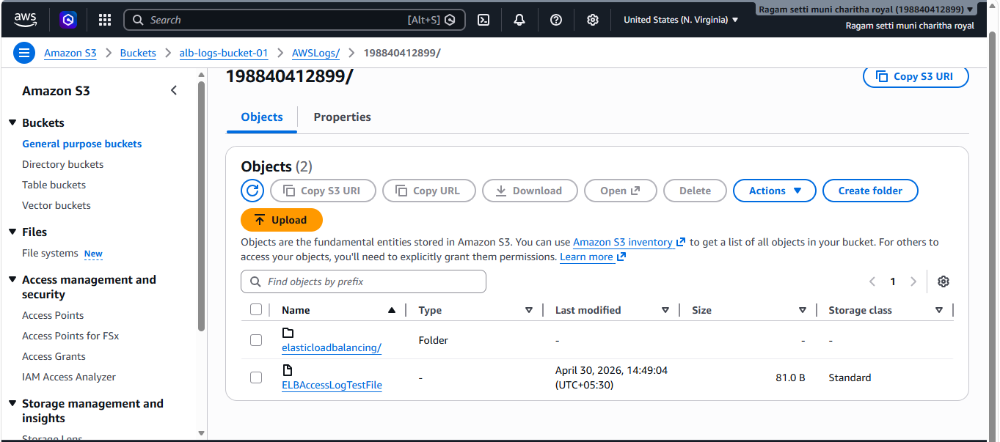 aws
Search
[Alt+S]
United States (N. Virginia)
Ragam setti muni charitha royal (198840412899)
Ragam setti muni charitha royal
Amazon S3 > Buckets > alb-logs-bucket-01 > AWSLogs/ > 198840412899/
Amazon S3
Buckets
General purpose buckets
Directory buckets
Table buckets
Vector buckets
Files
File systems New
Access management and
security
Access Points
Access Points for FSx
Access Grants
IAM Access Analyzer
Storage management and
insights
Storage Lens
198840412899/
Copy S3 URI
Objects
Properties
Objects (2)
Copy S3 URI
Copy URL
Download
Open
Delete
Actions
Create folder
Upload
Objects are the fundamental entities stored in Amazon S3. You can use Amazon S3 inventory to get a list of all objects in your bucket. For others to
access your objects, you'll need to explicitly grant them permissions. Learn more
Find objects by prefix
1
Name Type Last modified Size Storage class
elasticloadbalancing/ Folder - - -
ELBAccessLogTestFile - April 30, 2026, 14:49:04 (UTC+05:30) 81.0 B Standard